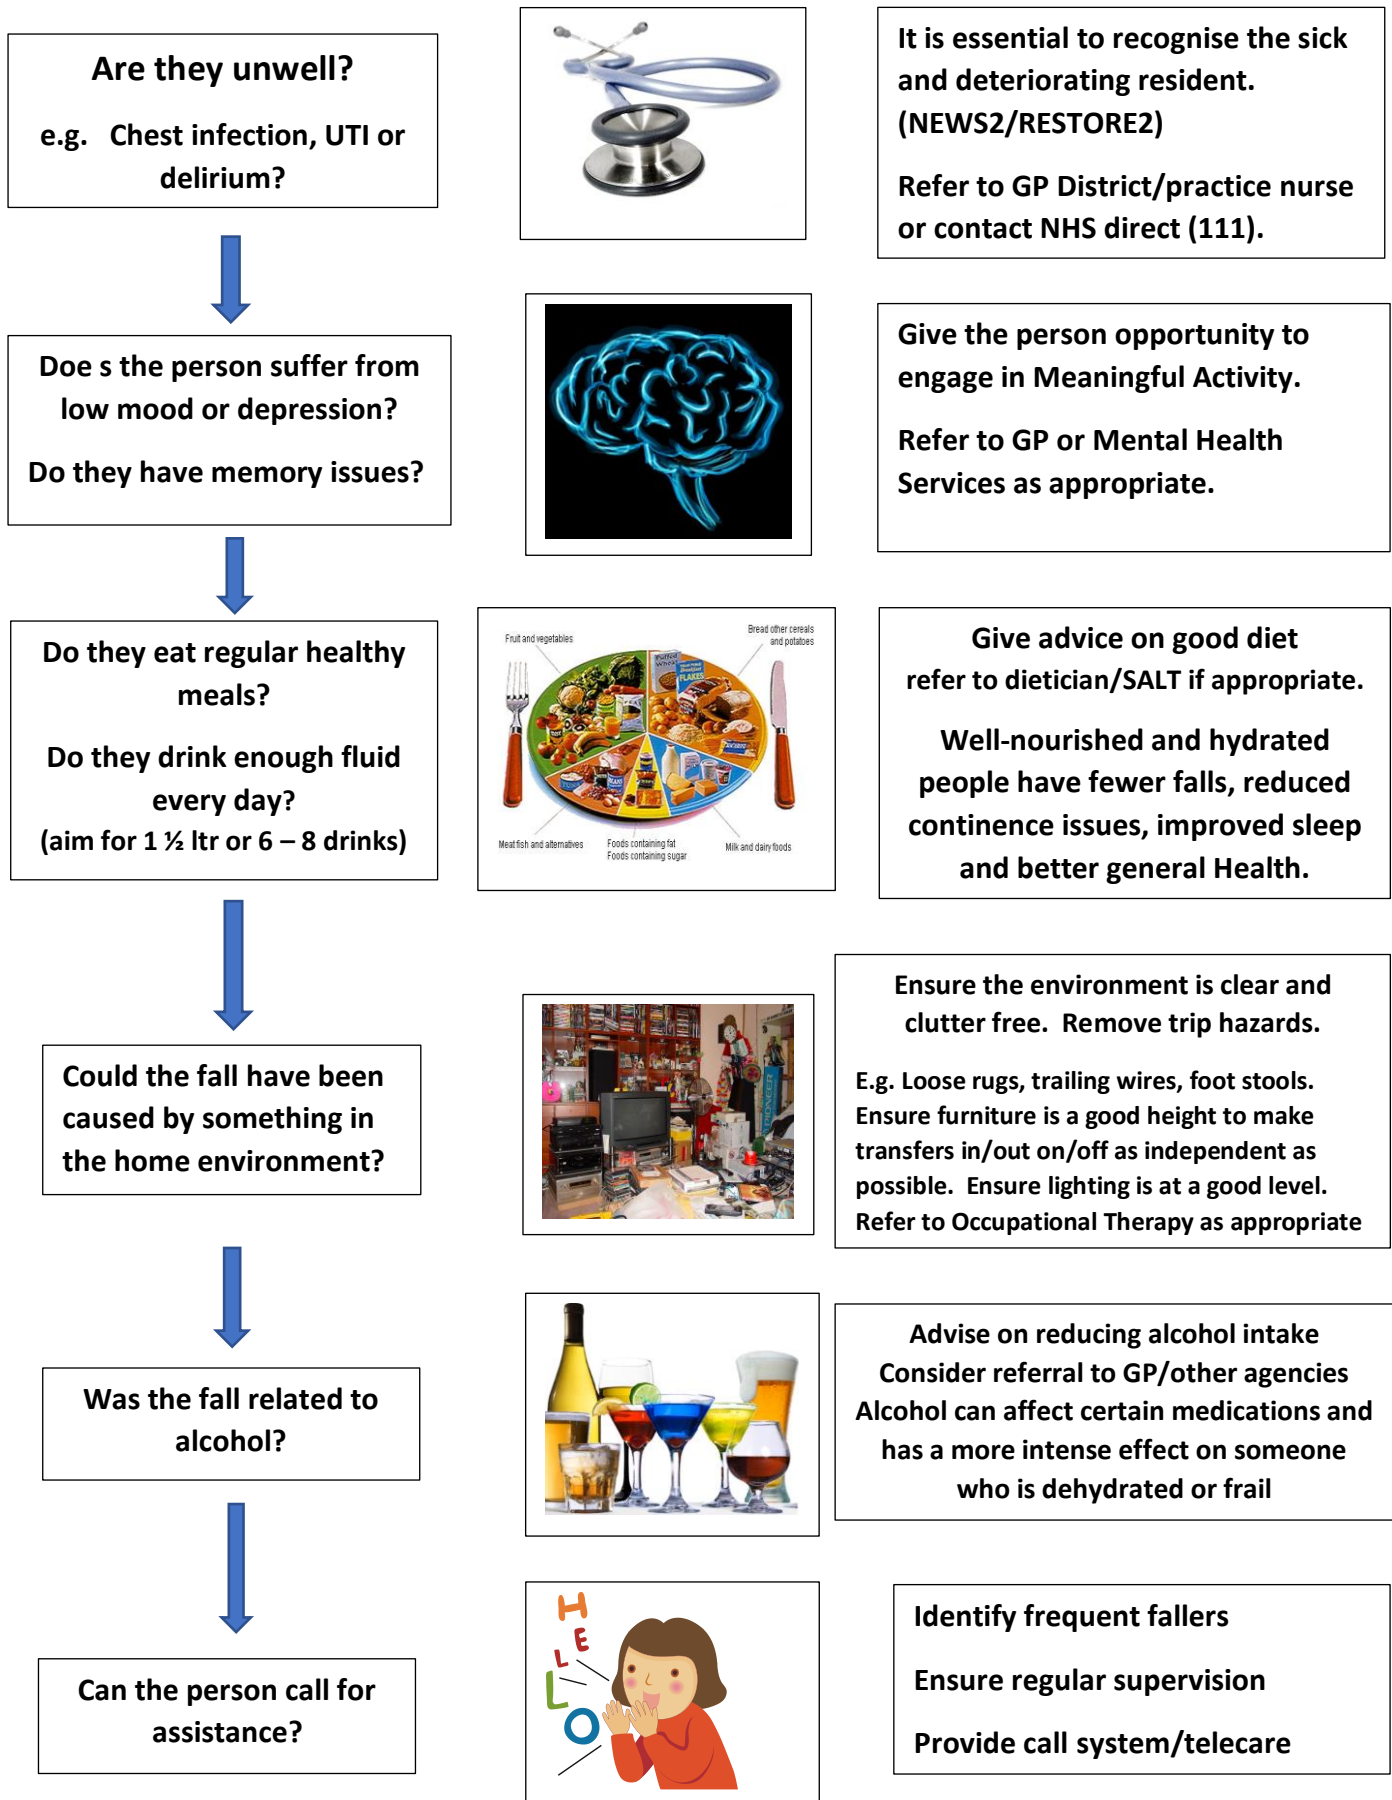 Are they unwell?
e.g. Chest infection, UTI or
delirium?
It is essential to recognise the sick
and deteriorating resident.
(NEWS2/RESTORE2)
Refer to GP District/practice nurse
or contact NHS direct (111).
Doe s the person suffer from
low mood or depression?
Do they have memory issues?
Give the person opportunity to
engage in Meaningful Activity.
Refer to GP or Mental Health
Services as appropriate.
Do they eat regular healthy
meals?
Do they drink enough fluid
every day?
(aim for 1 ½ ltr or 6 – 8 drinks)
Fruit and vegetables
Bread other cereals
and potatoes
Puffed
Wheat
FLAKES
PEAS
TUNA
BEANS
Meat fish and alternatives
Foods containing fat
Foods containing sugar
Milk and dairy foods
Give advice on good diet
refer to dietician/SALT if appropriate.
Well-nourished and hydrated
people have fewer falls, reduced
continence issues, improved sleep
and better general Health.
Could the fall have been
caused by something in
the home environment?
PIONEER
Ensure the environment is clear and
clutter free. Remove trip hazards.
E.g. Loose rugs, trailing wires, foot stools.
Ensure furniture is a good height to make
transfers in/out on/off as independent as
possible. Ensure lighting is at a good level.
Refer to Occupational Therapy as appropriate
Was the fall related to
alcohol?
Advise on reducing alcohol intake
Consider referral to GP/other agencies
Alcohol can affect certain medications and
has a more intense effect on someone
who is dehydrated or frail
Can the person call for
assistance?
HELLO
Identify frequent fallers
Ensure regular supervision
Provide call system/telecare